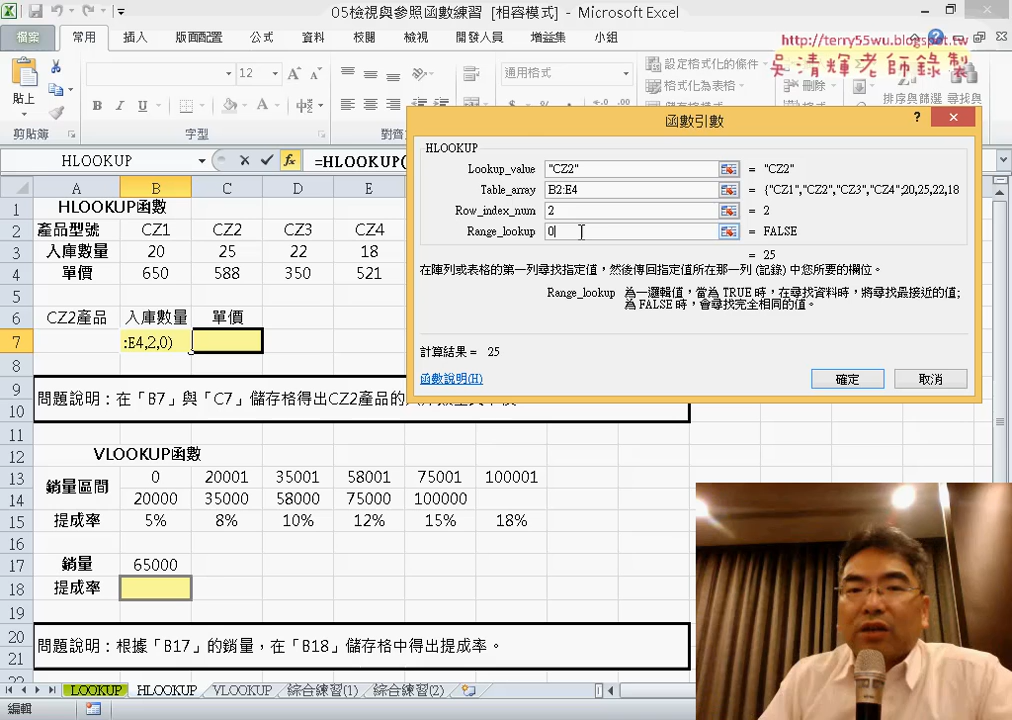 05檢視與參照函數練習 [相容模式] - Microsoft Excel
檔案 常用 插入 版面配置 公式 資料 校閱 檢視 開發人員 增益集 小組
http://terry55wu.blogspot.tw
吳清輝老師錄製
貼上 12 通用格式 設定格式化的條件 格式化為表格 刪除 排序與篩選 尋找與
剪貼簿 字型
HLOOKUP =HLOOKUP(
函數引數
HLOOKUP
Lookup_value "CZ2" = "CZ2"
Table_array B2:E4 = {"CZ1","CZ2","CZ3","CZ4";20,25,22,18
Row_index_num 2 = 2
Range_lookup 0 = FALSE
= 25
在陣列或表格的第一列尋找指定值，然後傳回指定值所在那一列 (記錄) 中您所要的欄位。
Range_lookup 為一邏輯值，當為 TRUE 時，在尋找資料時，將尋找最接近的值;
為 FALSE 時，會尋找完全相同的值。
計算結果 = 25
函數說明(H) 確定 取消
A B C D E
1 HLOOKUP函數
2 產品型號 CZ1 CZ2 CZ3 CZ4
3 入庫數量 20 25 22 18
4 單價 650 588 350 521
5
6 CZ2產品 入庫數量 單價
7 :E4,2,0)
8
9
問題說明：在「B7」與「C7」儲存格得出CZ2產品的
10
11
12 VLOOKUP函數
13 0 20001 35001 58001 75001 100001
銷量區間
14 20000 35000 58000 75000 100000
15 提成率 5% 8% 10% 12% 15% 18%
16
17 銷量 65000
18 提成率
19
20
問題說明：根據「B17」的銷量，在「B18」儲存格中得出提成率。
21
LOOKUP HLOOKUP VLOOKUP 綜合練習(1) 綜合練習(2)
編輯